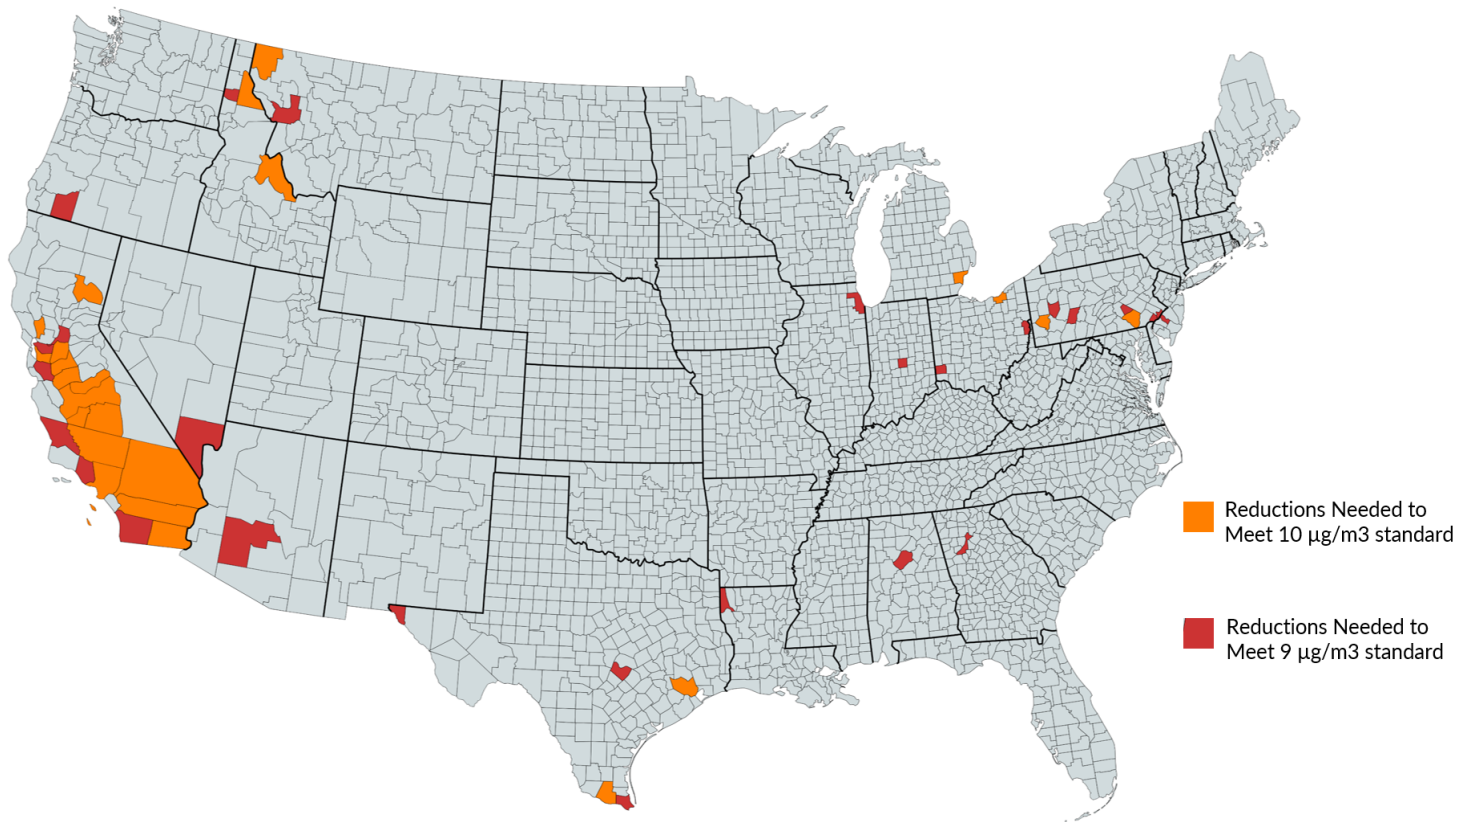 Reductions Needed to
Meet 10 µg/m3 standard
Reductions Needed to
Meet 9 µg/m3 standard